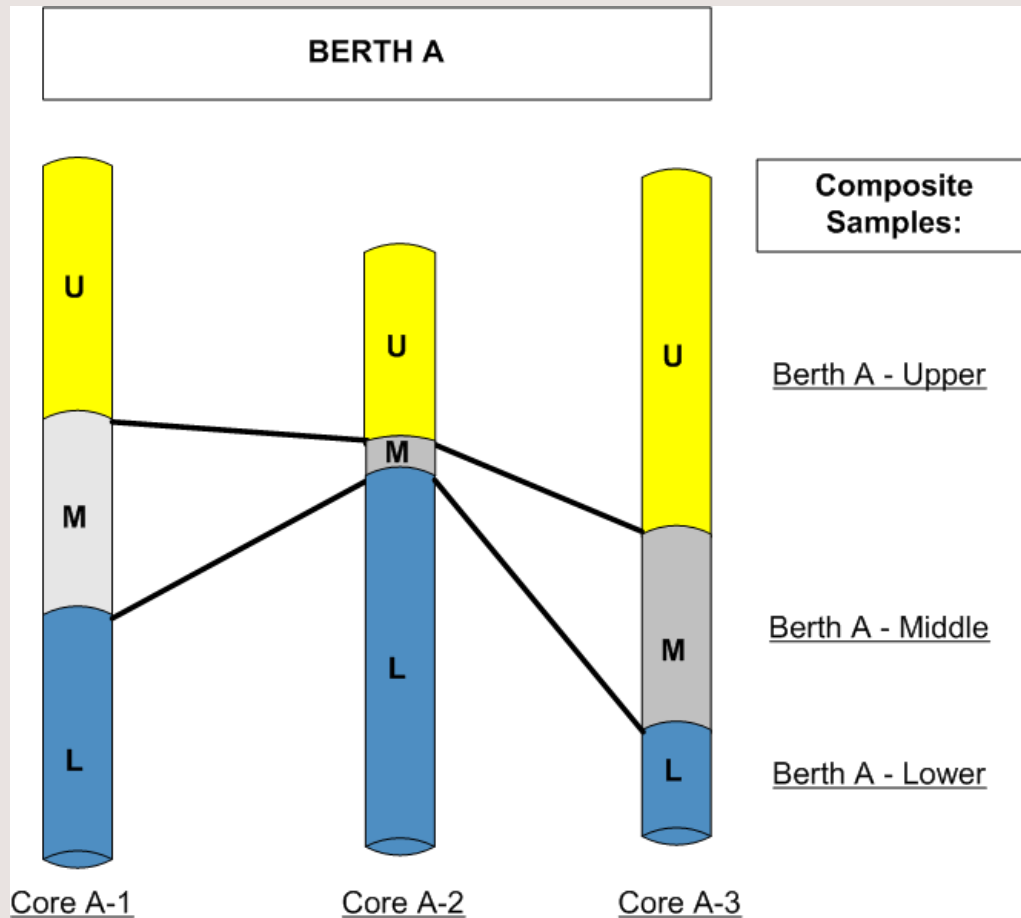 BERTH A
Composite
Samples:
U
U
U
Berth A - Upper
M
M
M
Berth A - Middle
L
L
L
Berth A - Lower
Core A-1
Core A-2
Core A-3